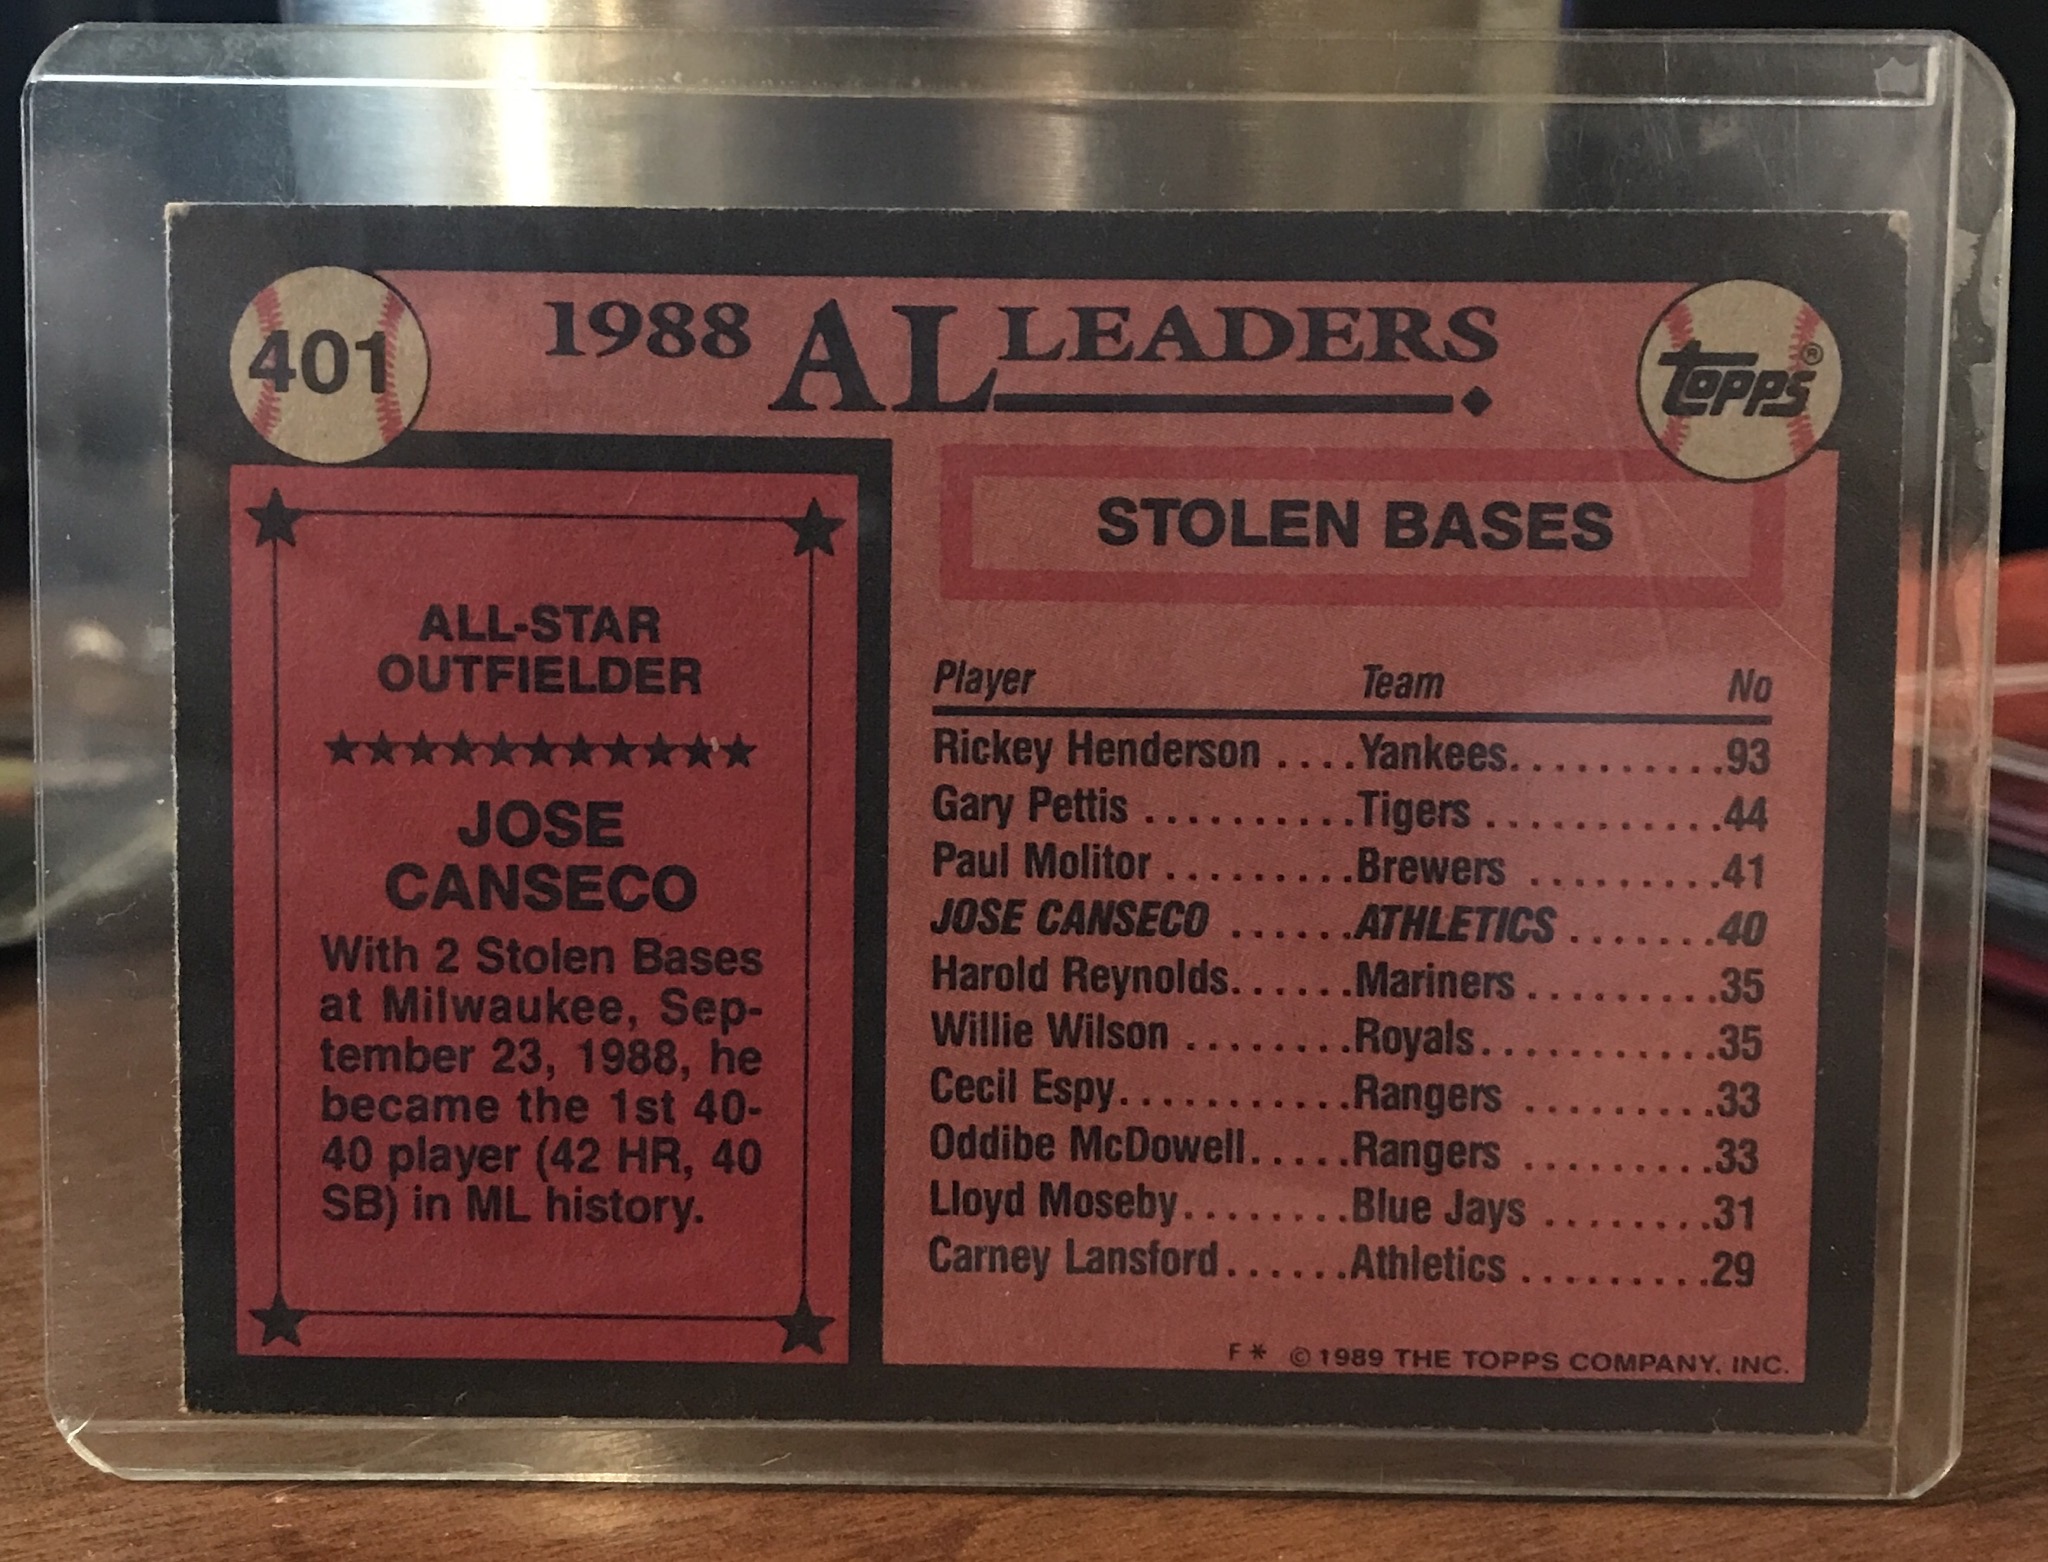 401
1988 AL LEADERS
TOPPS®
ALL-STAR
OUTFIELDER
JOSE
CANSECO
With 2 Stolen Bases
at Milwaukee, Sep-
tember 23, 1988, he
became the 1st 40-
40 player (42 HR, 40
SB) in ML history.
STOLEN BASES
Player Team No
Rickey Henderson ....Yankees..........93
Gary Pettis ..........Tigers ...........44
Paul Molitor .........Brewers .........41
JOSE CANSECO ......ATHLETICS .......40
Harold Reynolds......Mariners .........35
Willie Wilson ........Royals...........35
Cecil Espy...........Rangers .........33
Oddibe McDowell.....Rangers .........33
Lloyd Moseby........Blue Jays ........31
Carney Lansford......Athletics .........29
F* © 1989 THE TOPPS COMPANY, INC.